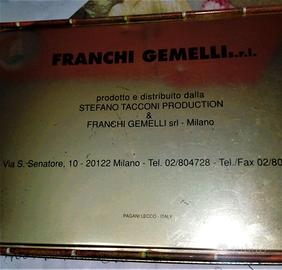 FRANCHI GEMELLI s.r.l.
prodotto e distribuito dalla
STEFANO TACCONI PRODUCTION
&
FRANCHI GEMELLI srl - Milano
Via S. Senatore, 10 - 20122 Milano - Tel. 02/804728 - Tel./Fax 02/80
PAGANI LECCO - ITALY